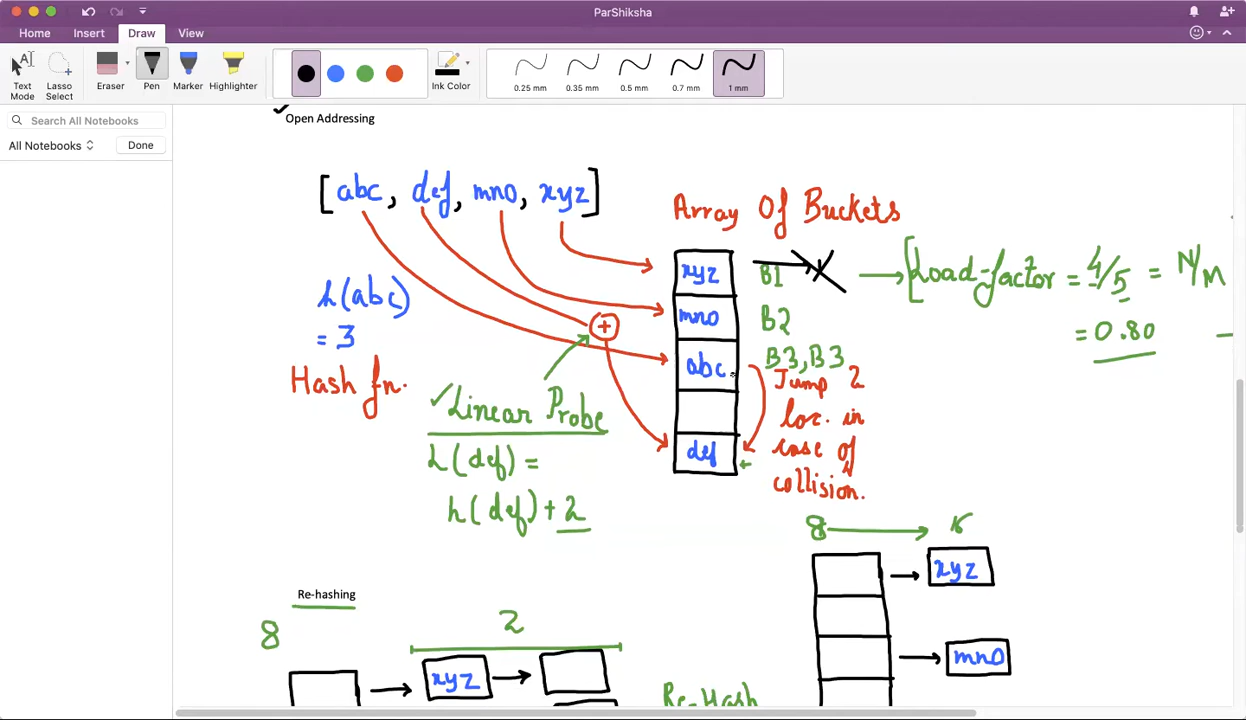 ParShiksha
Home Insert Draw View
Text Mode
Lasso Select
Eraser
Pen
Marker
Highlighter
Ink Color
0.25 mm 0.35 mm 0.5 mm 0.7 mm 1 mm
Search All Notebooks
All Notebooks
Done
Open Addressing
[abc, def, mno, xyz]
Array Of Buckets
xyz B1
Load-factor = 4/5 = N/M
= 0.80
mno B2
abc B3, B3
def
Jump 2
loc. in
case of
collision.
h(abc)
= 3
Hash fn.
+
Linear Probe
h(def) =
h(def) + 2
Re-hashing
8
2
xyz
Re-Hash
8
xyz
mno